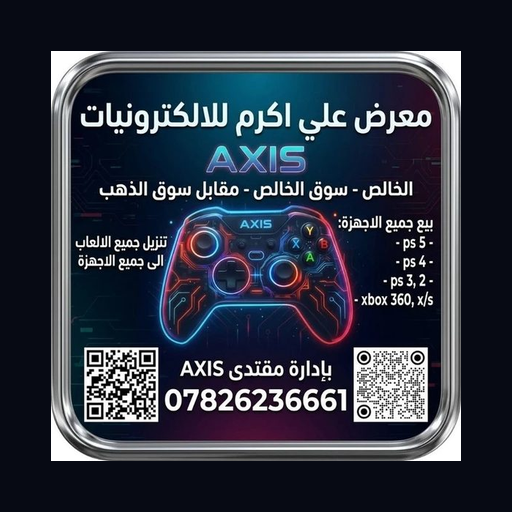 معرض علي اكرم للالكترونيات
AXIS
الخالص - سوق الخالص - مقابل سوق الذهب
بيع جميع الاجهزة:
- ps 5 -
- ps 4 -
- ps 3, 2 -
- xbox 360, x/s
تنزيل جميع الالعاب
الى جميع الاجهزة
AXIS
Y
X
B
A
بإدارة مقتدى AXIS
07826236661